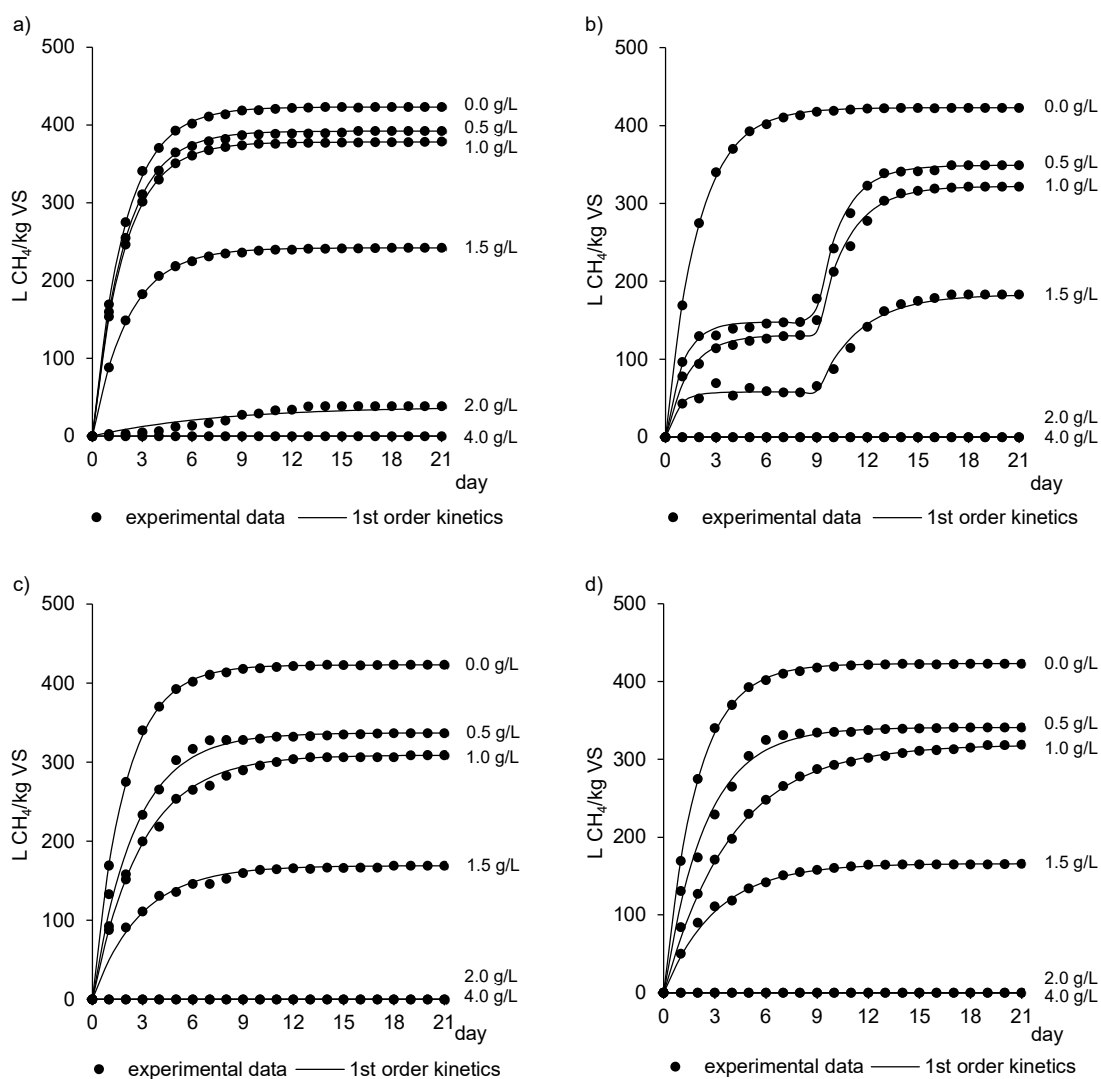 a)
L CH₄/kg VS
500
400
300
200
100
0
0 3 6 9 12 15 18 21
day
0.0 g/L
0.5 g/L
1.0 g/L
1.5 g/L
2.0 g/L
4.0 g/L
experimental data 1st order kinetics
b)
L CH₄/kg VS
500
400
300
200
100
0
0 3 6 9 12 15 18 21
day
0.0 g/L
0.5 g/L
1.0 g/L
1.5 g/L
2.0 g/L
4.0 g/L
experimental data 1st order kinetics
c)
L CH₄/kg VS
500
400
300
200
100
0
0 3 6 9 12 15 18 21
day
0.0 g/L
0.5 g/L
1.0 g/L
1.5 g/L
2.0 g/L
4.0 g/L
experimental data 1st order kinetics
d)
L CH₄/kg VS
500
400
300
200
100
0
0 3 6 9 12 15 18 21
day
0.0 g/L
0.5 g/L
1.0 g/L
1.5 g/L
2.0 g/L
4.0 g/L
experimental data 1st order kinetics